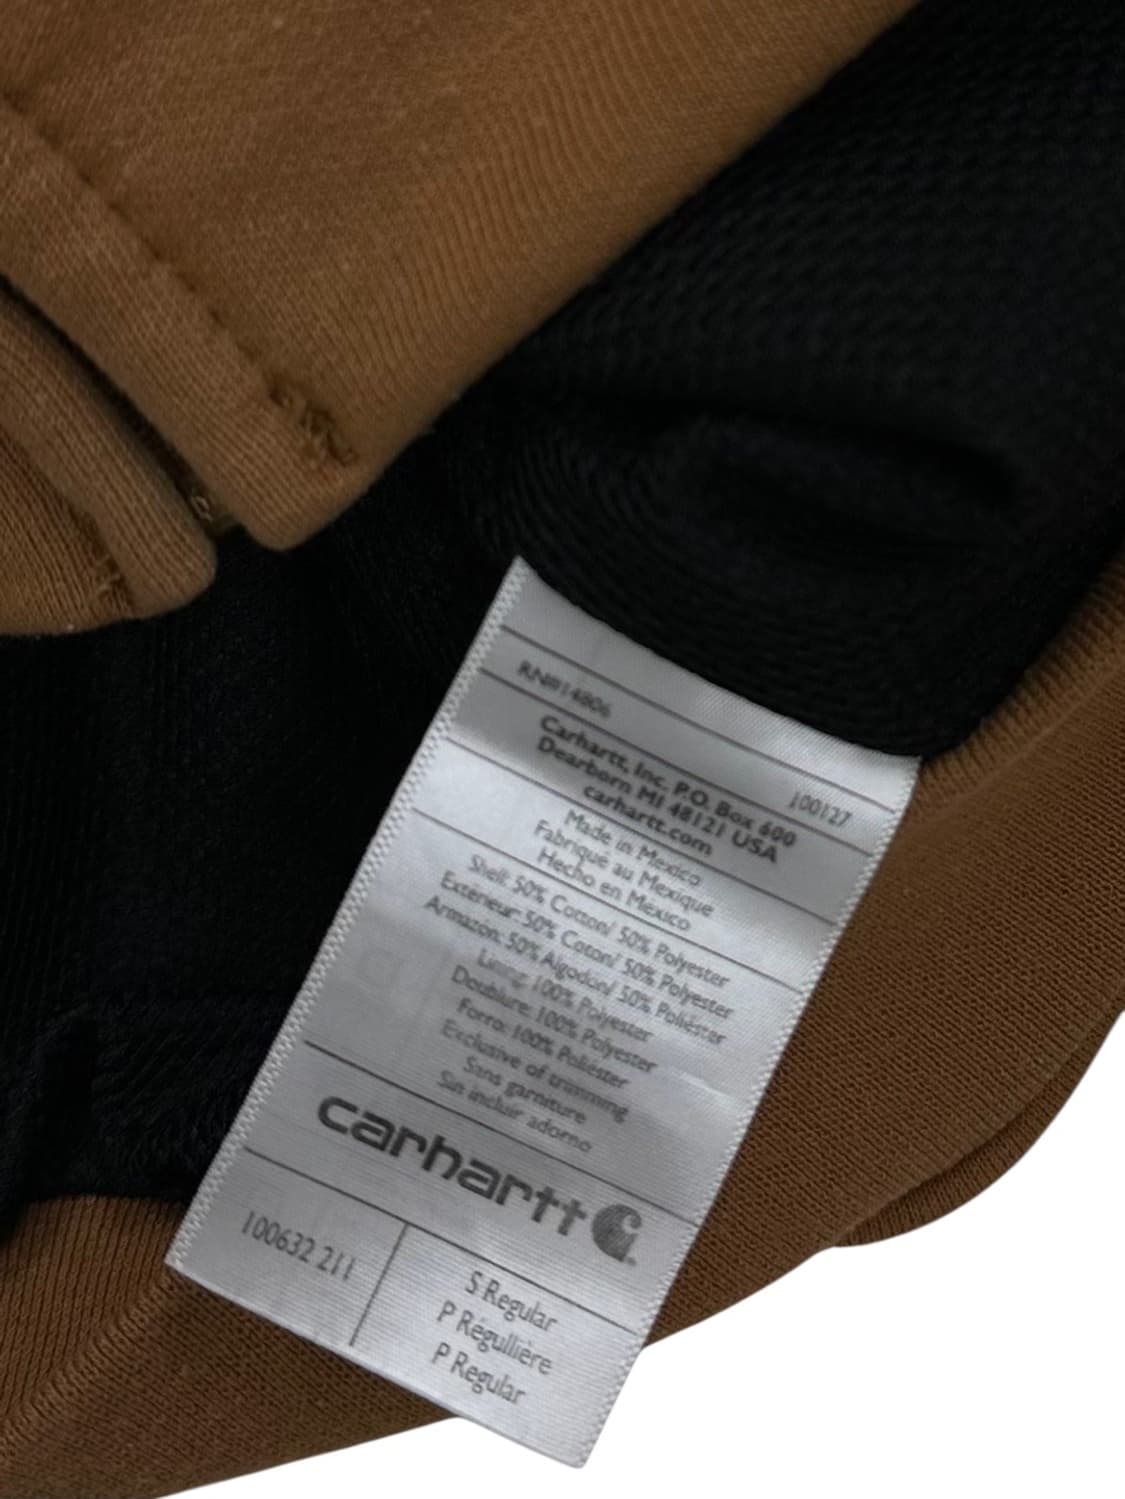 RN#14806
100127
Carhartt, Inc. P.O. Box 600
Dearborn MI 48121 USA
carhartt.com
Made in Mexico
Fabriqué au Mexique
Hecho en México
Shell: 50% Cotton/ 50% Polyester
Extérieur: 50% Coton/ 50% Polyester
Armazón: 50% Algodon/ 50% Poliéster
Lining: 100% Polyester
Doublure: 100% Polyester
Forro: 100% Poliéster
Exclusive of trimming
Sans garniture
Sin incluir adorno
carhartt
100632 211
S Regular
P Régullière
P Regular